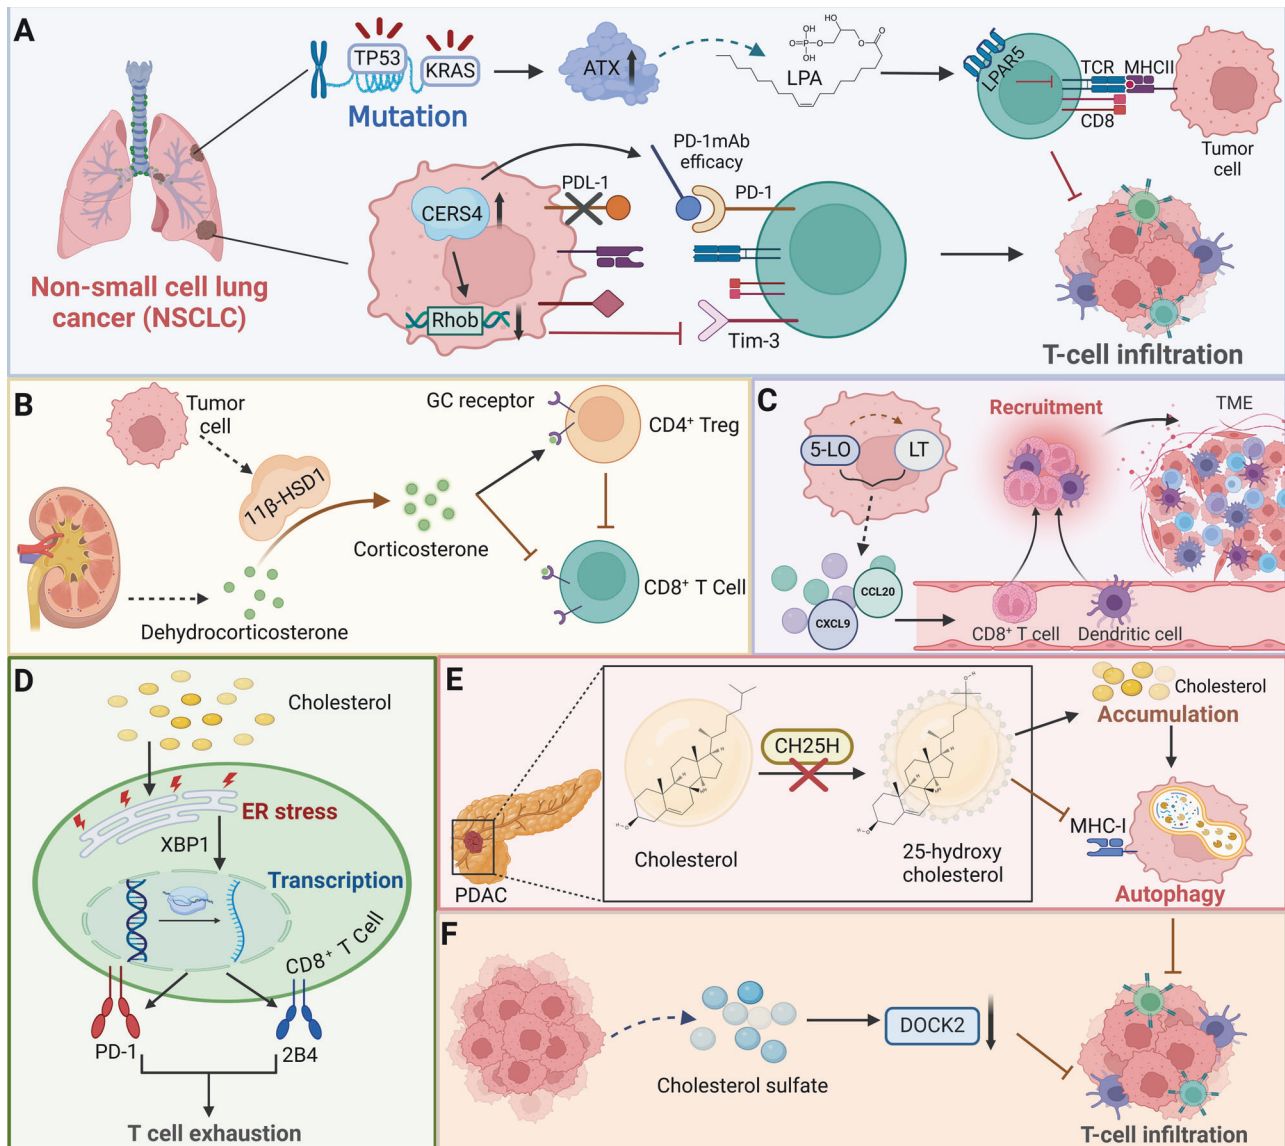 A
TP53
KRAS
Mutation
ATX
HO
O
HO
P
O
O
OH
OH
O
LPA
LPAR5
TCR
MHCII
CD8
Tumor
cell
Non-small cell lung
cancer (NSCLC)
CERS4
PDL-1
PD-1mAb
efficacy
PD-1
Rhob
Tim-3
T-cell infiltration
B
Tumor
cell
11β-HSD1
GC receptor
CD4⁺ Treg
Corticosterone
CD8⁺ T Cell
Dehydrocorticosterone
C
5-LO
LT
Recruitment
TME
CCL20
CXCL9
CD8⁺ T cell
Dendritic cell
D
Cholesterol
ER stress
XBP1
Transcription
CD8⁺ T Cell
PD-1
2B4
T cell exhaustion
E
PDAC
Cholesterol
CH25H
25-hydroxy
cholesterol
Cholesterol
Accumulation
MHC-I
Autophagy
F
Cholesterol sulfate
DOCK2
T-cell infiltration